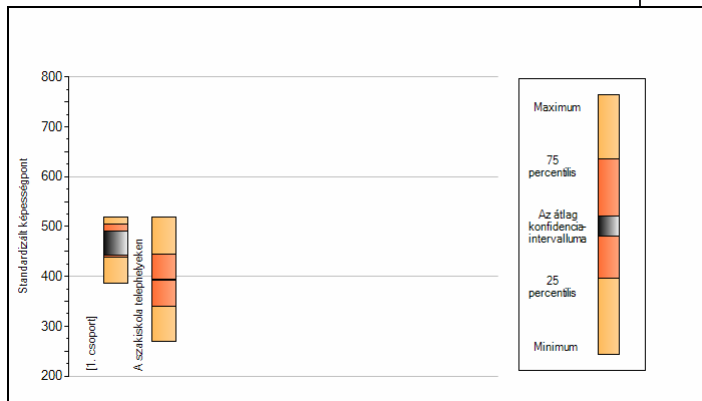 Standardizált képességpont
800
700
600
500
400
300
200
[1. csoport]
A szakiskola telephelyeken
Maximum
75
percentilis
Az átlag
konfidencia-
intervalluma
25
percentilis
Minimum